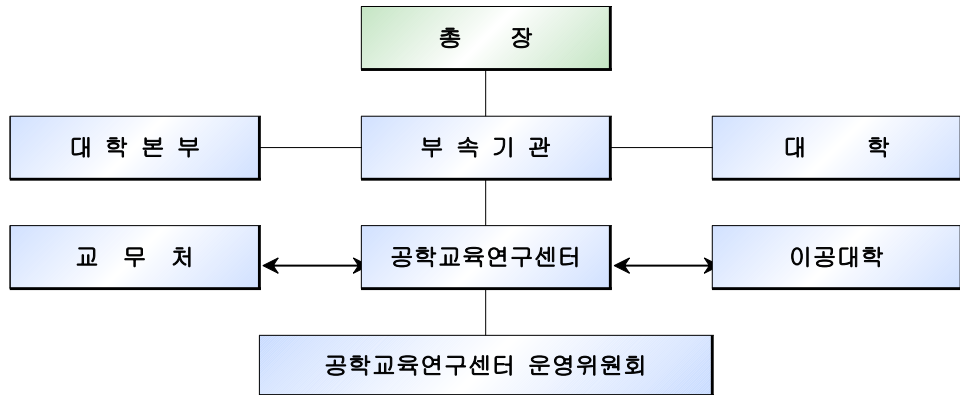 총 장
대 학 본 부
부 속 기 관
대 학
교 무 처
공학교육연구센터
이공대학
공학교육연구센터 운영위원회